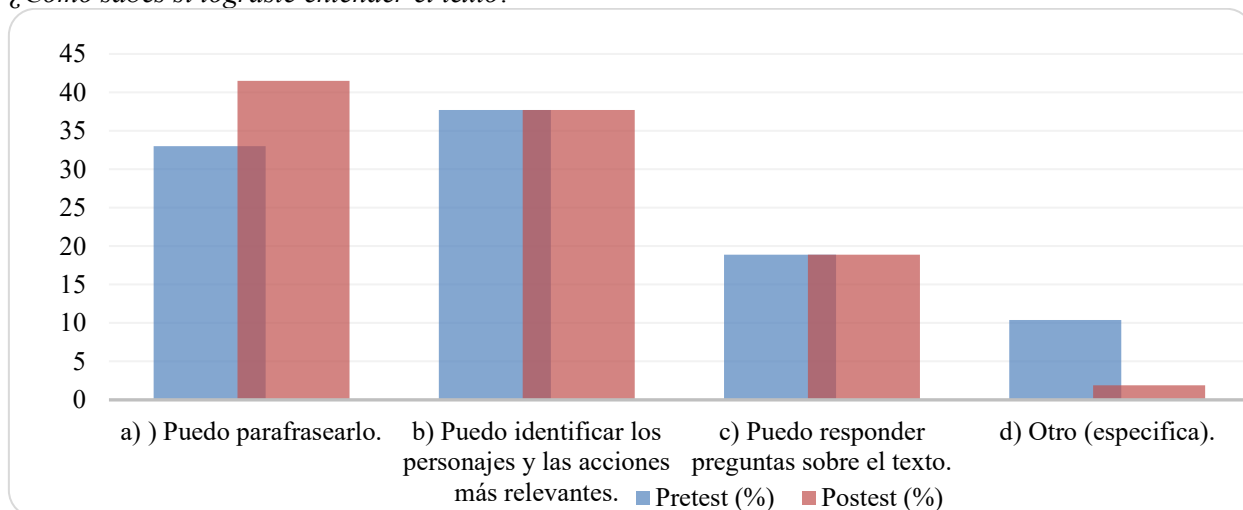 ¿Cómo sabes si lograste entender el texto?
45
40
35
30
25
20
15
10
5
0
a) ) Puedo parafrasearlo.
b) Puedo identificar los
personajes y las acciones
más relevantes.
c) Puedo responder
preguntas sobre el texto.
d) Otro (especifica).
Pretest (%)
Postest (%)